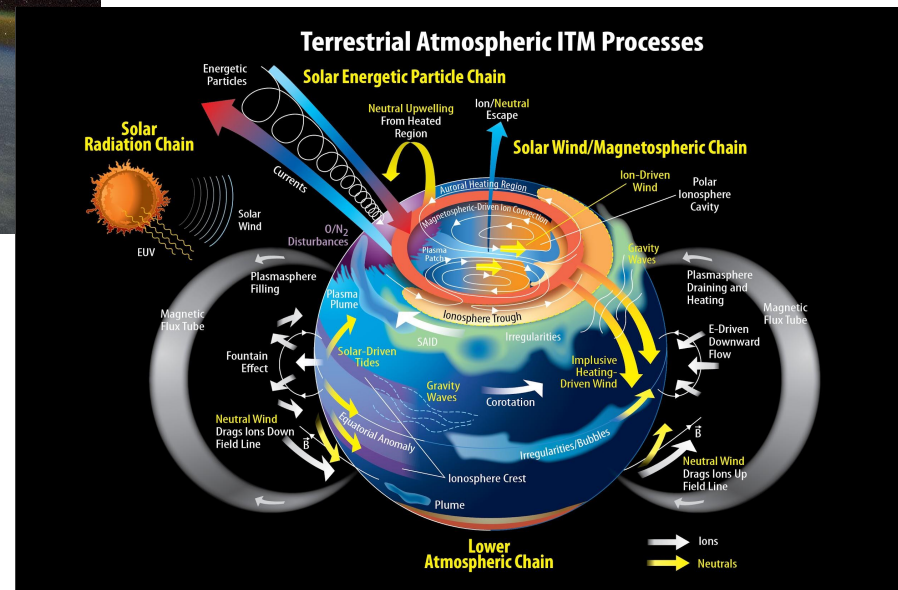 Terrestrial Atmospheric ITM Processes
Energetic
Particles
Solar Energetic Particle Chain
Neutral Upwelling
From Heated
Region
Ion/Neutral
Escape
Solar
Radiation Chain
Solar Wind/Magnetospheric Chain
Currents
Ion-Driven
Wind
Polar
Ionosphere
Cavity
Auroral Heating Region
Magnetospheric-Driven Ion Convection
Solar
Wind
EUV
O/N2
Disturbances
Plasma
Patch
Gravity
Waves
Plasmasphere
Filling
Plasmasphere
Draining and
Heating
Magnetic
Flux Tube
Magnetic
Flux Tube
Plasma
Plume
Ionosphere Trough
SAID
Irregularities
E-Driven
Downward
Flow
Fountain
Effect
Solar-Driven
Tides
Implusive
Heating-
Driven Wind
Gravity
Waves
Corotation
Neutral Wind
Drags Ions Down
Field Line
B
Equatorial Anomaly
Irregularities/Bubbles
B
Neutral Wind
Drags Ions Up
Field Line
Ionosphere Crest
Plume
Lower
Atmospheric Chain
Ions
Neutrals